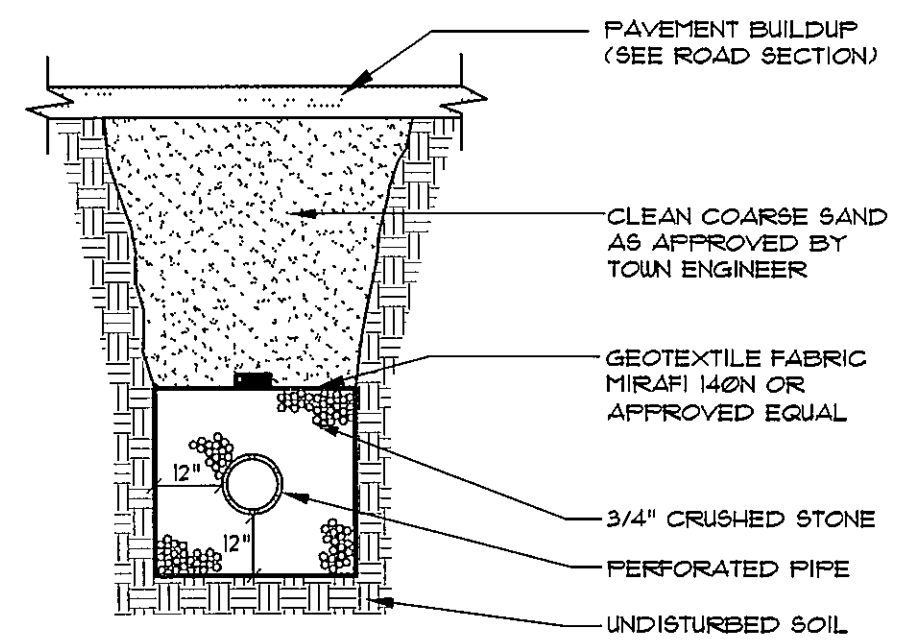 PAVEMENT BUILDUP
(SEE ROAD SECTION)
CLEAN COARSE SAND
AS APPROVED BY
TOWN ENGINEER
GEOTEXTILE FABRIC
MIRAFI 140N OR
APPROVED EQUAL
12"
12"
3/4" CRUSHED STONE
PERFORATED PIPE
UNDISTURBED SOIL